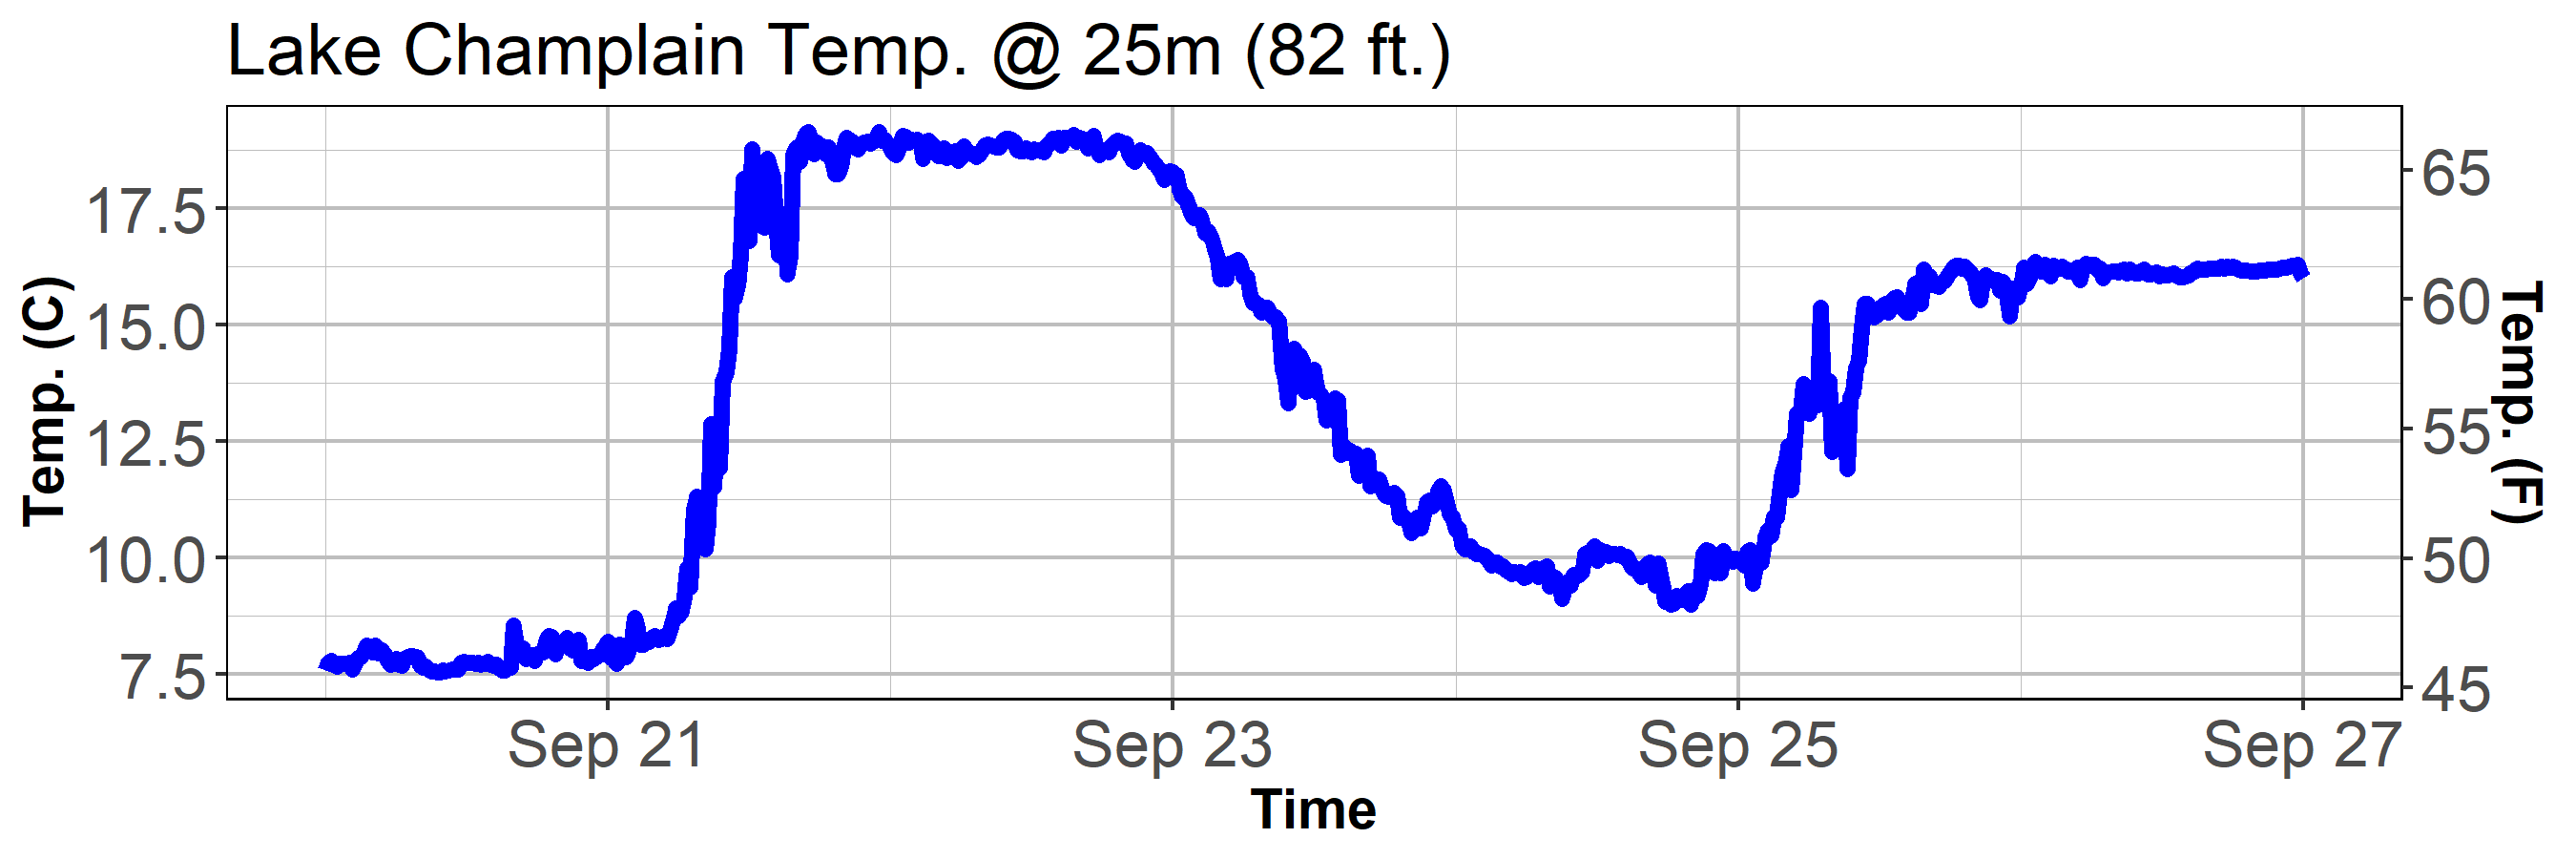 Lake Champlain Temp. @ 25m (82 ft.)
Temp. (C)
17.5
15.0
12.5
10.0
7.5
65
60
55
50
45
Temp. (F)
Sep 21
Sep 23
Sep 25
Sep 27
Time